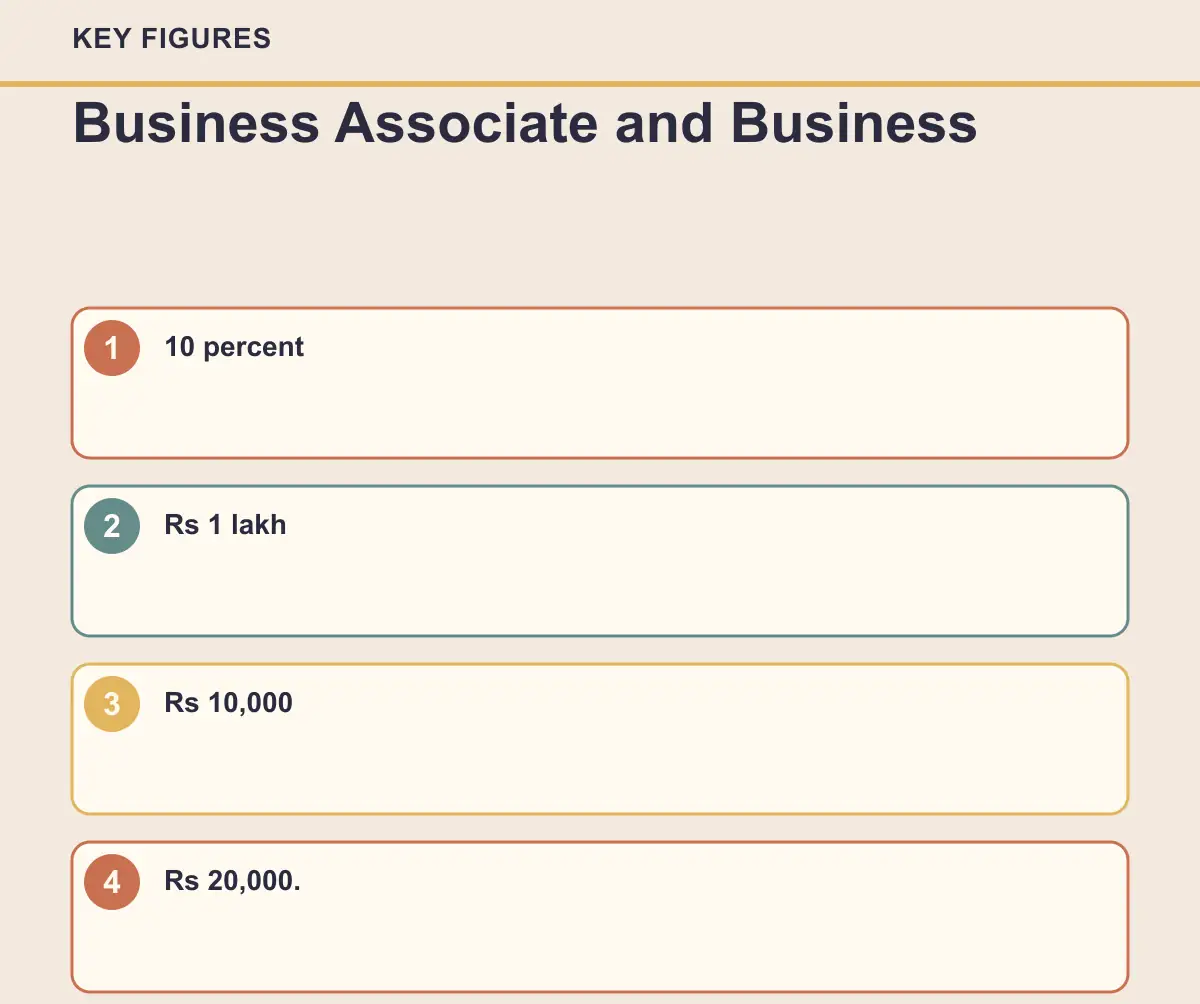 KEY FIGURES
Business Associate and Business
1 10 percent
2 Rs 1 lakh
3 Rs 10,000
4 Rs 20,000.